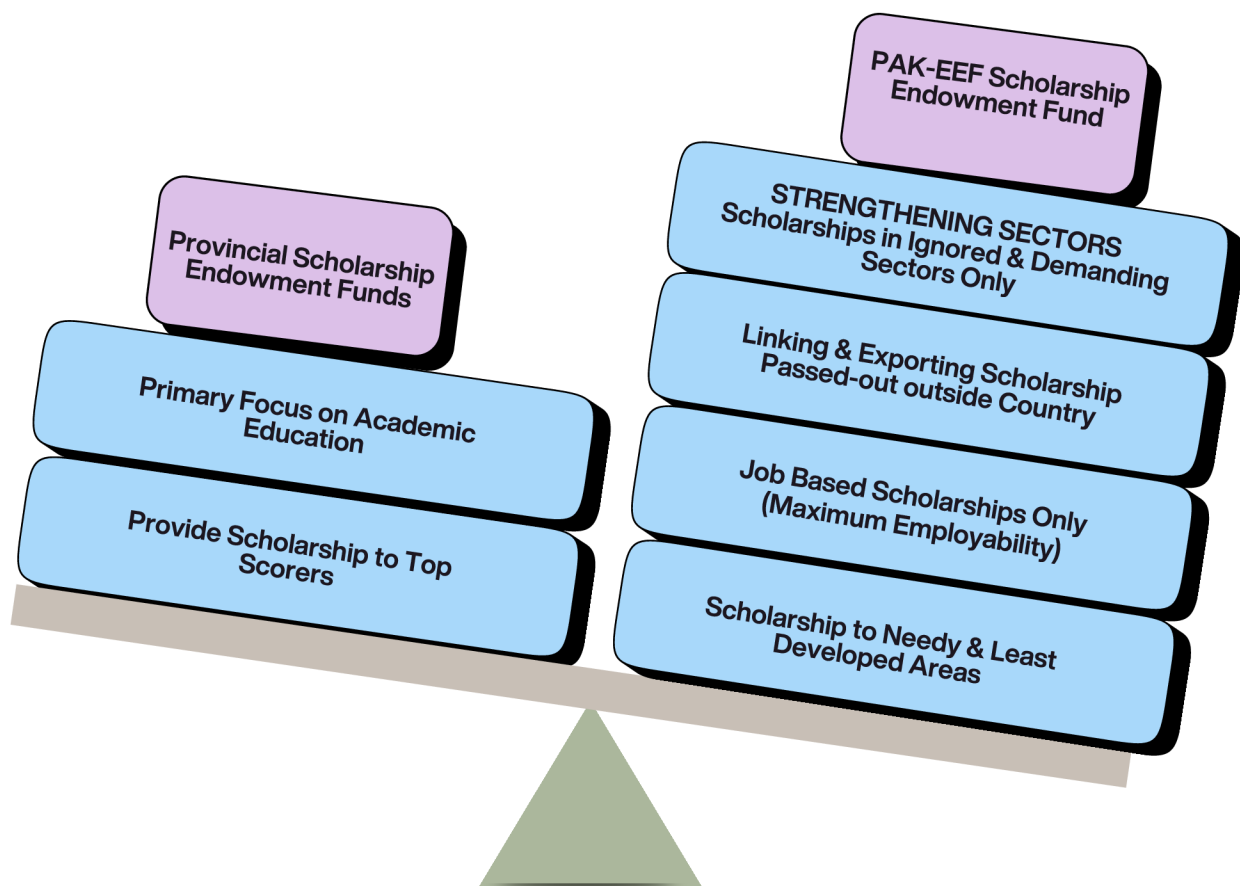 Provincial Scholarship
Endowment Funds
Primary Focus on Academic
Education
Provide Scholarship to Top
Scorers
PAK-EEF Scholarship
Endowment Fund
STRENGTHENING SECTORS
Scholarships in Ignored & Demanding
Sectors Only
Linking & Exporting Scholarship
Passed-out outside Country
Job Based Scholarships Only
(Maximum Employability)
Scholarship to Needy & Least
Developed Areas